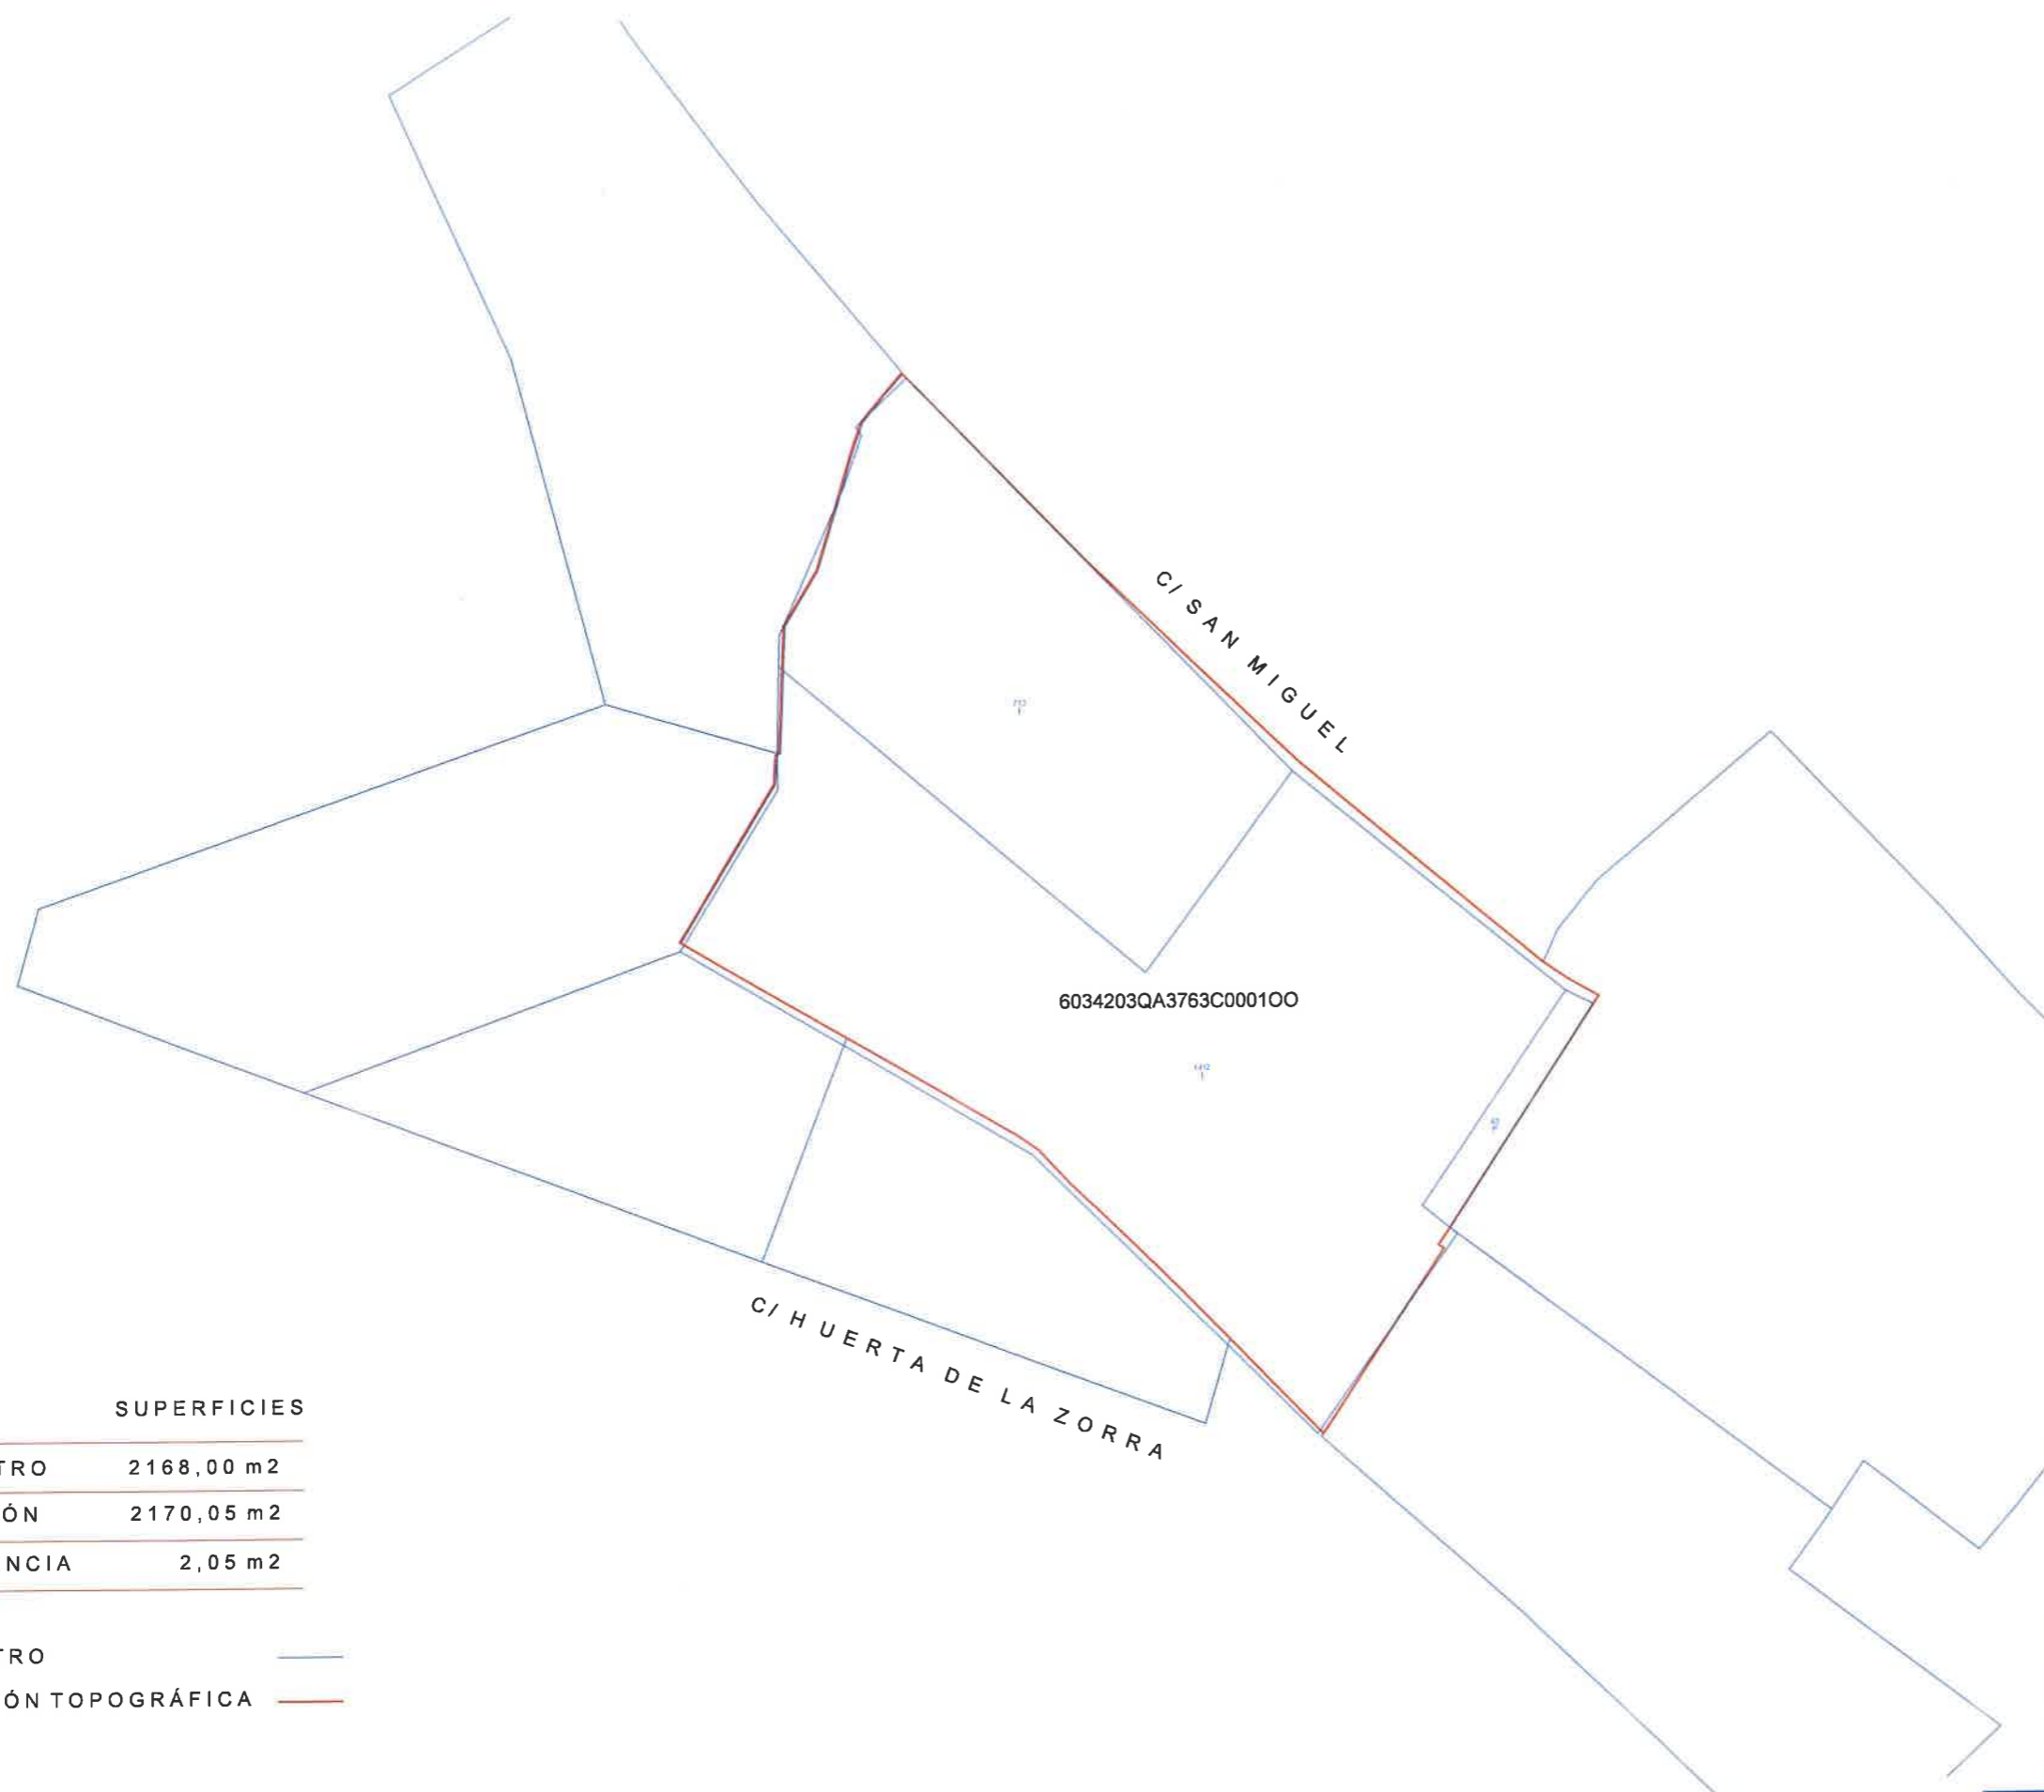 C/ SAN MIGUEL
6034203QA3763C0001OO
C/ HUERTA DE LA ZORRA
SUPERFICIES
TRO 2168,00 m2
ÓN 2170,05 m2
NCIA 2,05 m2
TRO
ÓN TOPOGRÁFICA